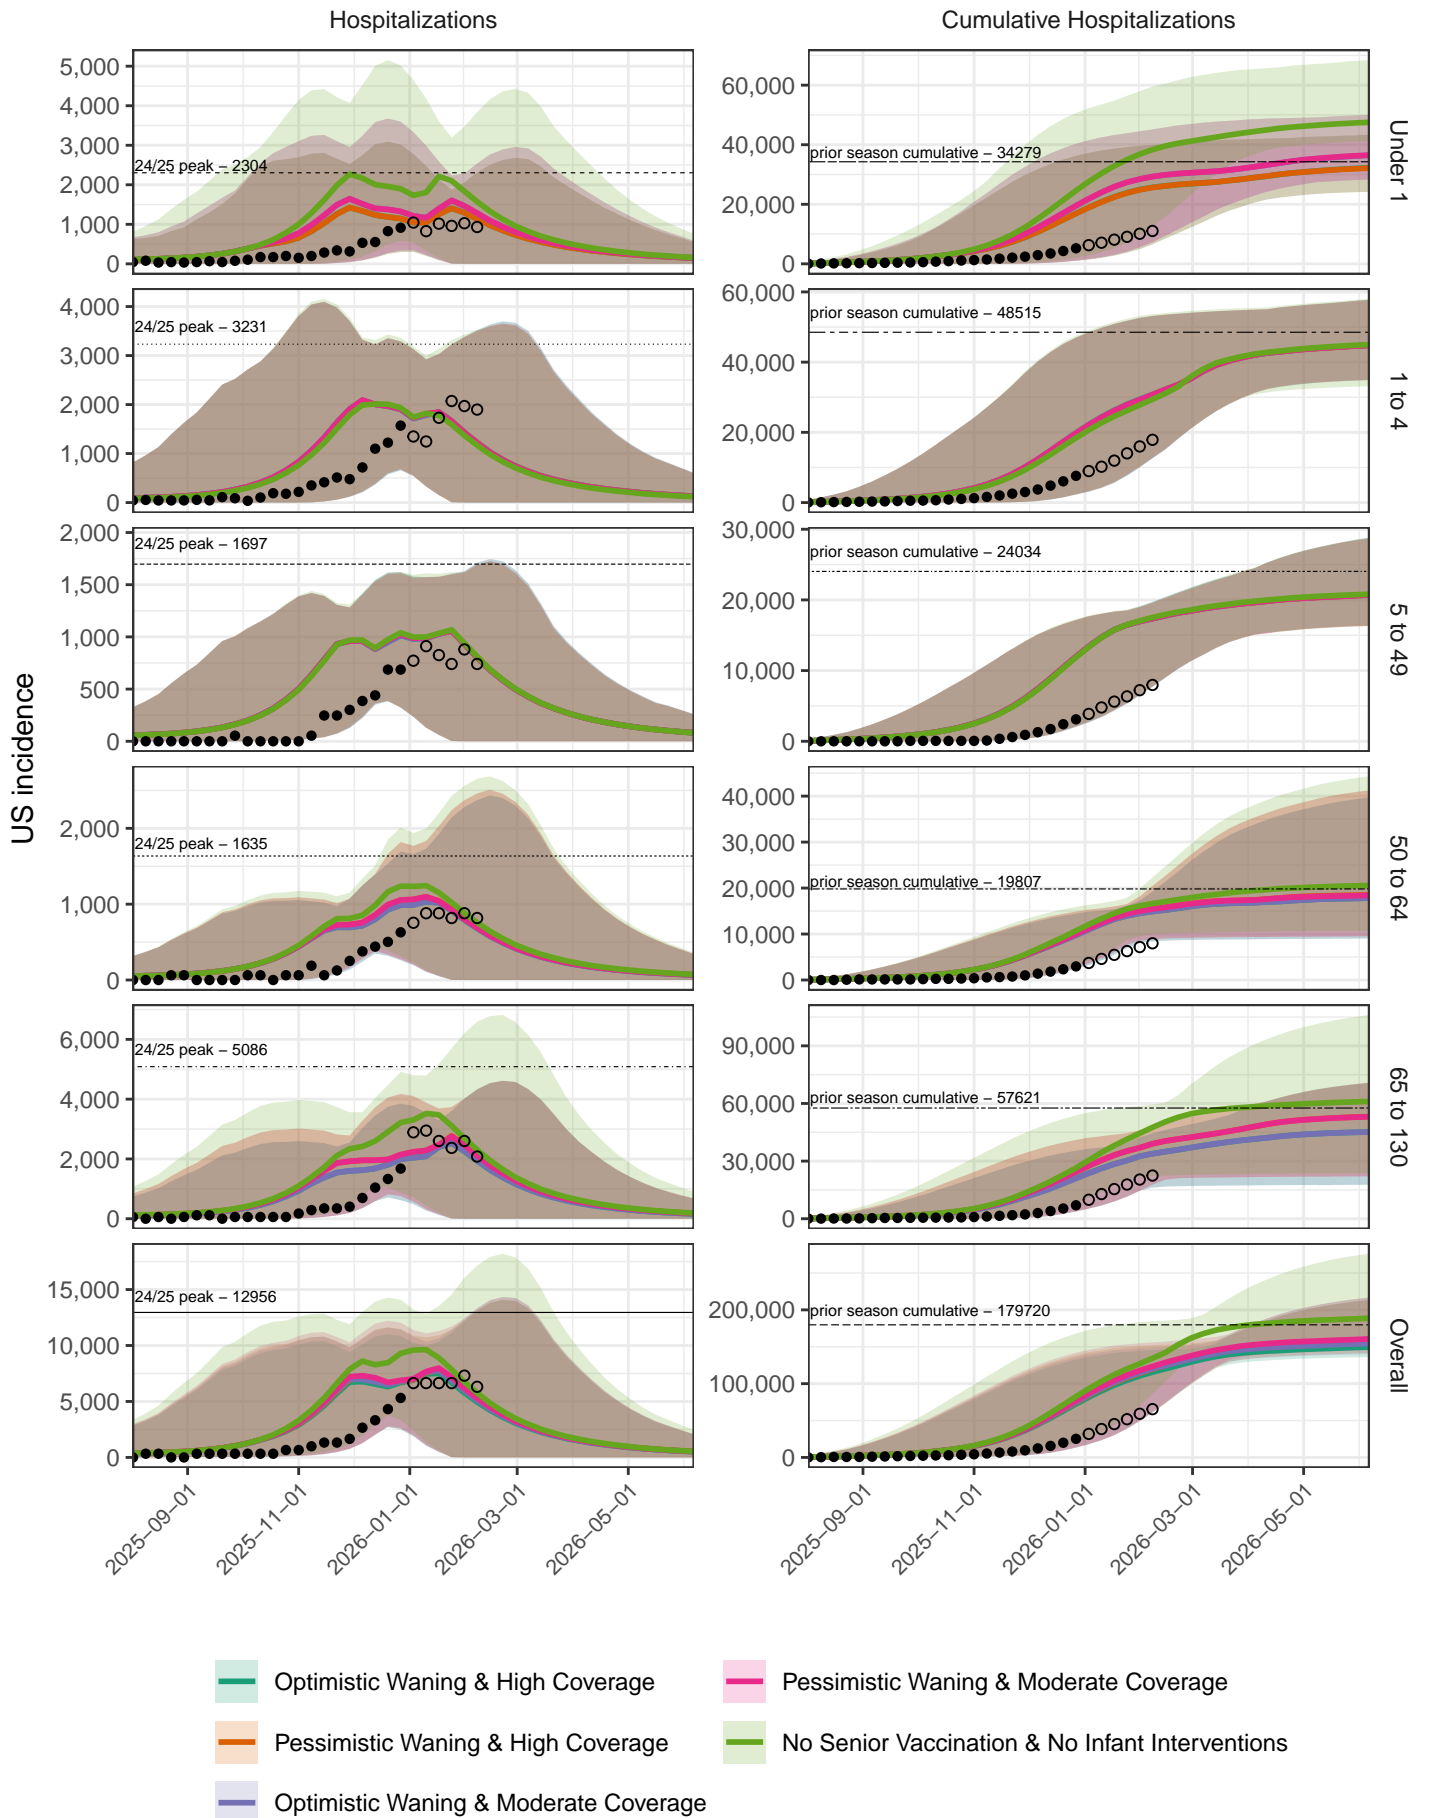 Hospitalizations
Cumulative Hospitalizations
5,000
4,000
3,000
2,000
1,000
0
24/25 peak − 2304
60,000
40,000
20,000
0
prior season cumulative − 34279
Under 1
4,000
3,000
2,000
1,000
0
24/25 peak − 3231
60,000
40,000
20,000
0
prior season cumulative − 48515
1 to 4
2,000
1,500
1,000
500
0
24/25 peak − 1697
30,000
20,000
10,000
0
prior season cumulative − 24034
5 to 49
US incidence
2,000
1,000
0
24/25 peak − 1635
40,000
30,000
20,000
10,000
0
prior season cumulative − 19807
50 to 64
6,000
4,000
2,000
0
24/25 peak − 5086
90,000
60,000
30,000
0
prior season cumulative − 57621
65 to 130
15,000
10,000
5,000
0
24/25 peak − 12956
200,000
100,000
0
prior season cumulative − 179720
Overall
2025−09−01
2025−11−01
2026−01−01
2026−03−01
2026−05−01
2025−09−01
2025−11−01
2026−01−01
2026−03−01
2026−05−01
Optimistic Waning & High Coverage
Pessimistic Waning & High Coverage
Optimistic Waning & Moderate Coverage
Pessimistic Waning & Moderate Coverage
No Senior Vaccination & No Infant Interventions